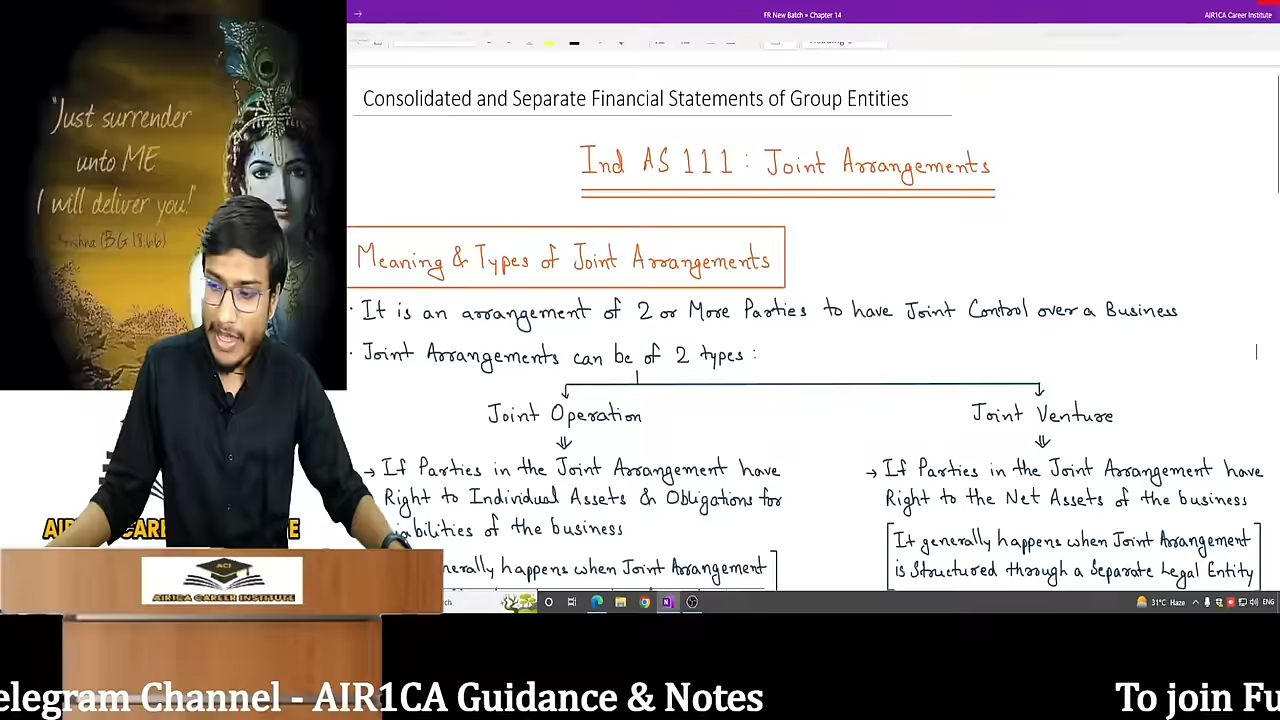 FR New Batch » Chapter 14
AIR1CA Career Institute
"Just surrender
unto ME
I will deliver you!"
Krishna (BG 18.66)
Consolidated and Separate Financial Statements of Group Entities
Ind AS 111 : Joint Arrangements
Meaning & Types of Joint Arrangements
· It is an arrangement of 2 or More Parties to have Joint Control over a Business
· Joint Arrangements can be of 2 types :
Joint Operation
→ If Parties in the Joint Arrangement have
Right to Individual Assets & Obligations for
iabilities of the business
nerally happens when Joint Arrangement
Joint Venture
→ If Parties in the Joint Arrangement have
Right to the Net Assets of the business
[It generally happens when Joint Arrangement
is Structured through a Separate Legal Entity]
ACI
AIR1CA CAREER INSTITUTE
31°C Haze
ENG
elegram Channel - AIR1CA Guidance & Notes
To join Fu